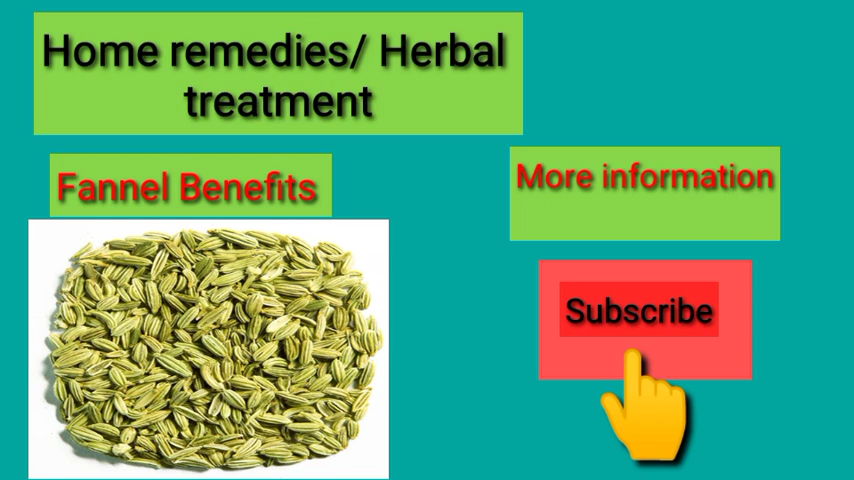 Home remedies/ Herbal
treatment
Fannel Benefits
More information
Subscribe